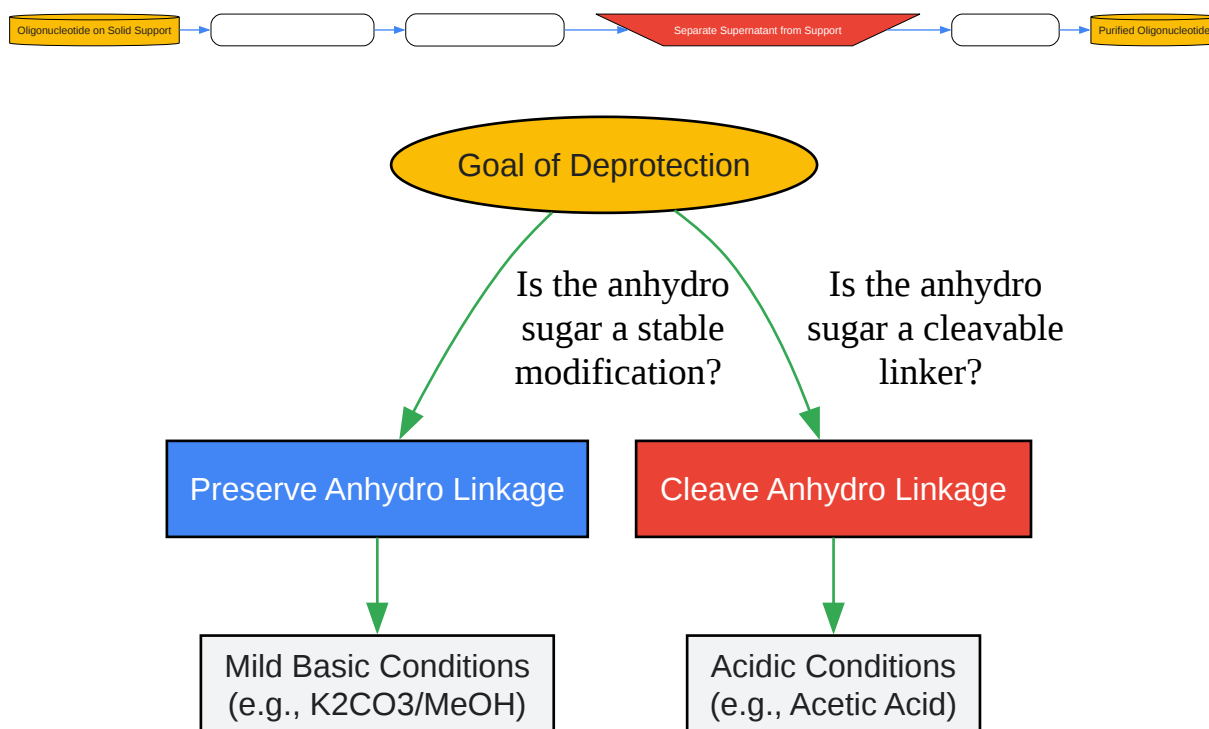 Oligonucleotide on Solid Support
Separate Supernatant from Support
Purified Oligonucleotide
Goal of Deprotection
Is the anhydro
sugar a stable
modification?
Is the anhydro
sugar a cleavable
linker?
Preserve Anhydro Linkage
Cleave Anhydro Linkage
Mild Basic Conditions
(e.g., K2CO3/MeOH)
Acidic Conditions
(e.g., Acetic Acid)